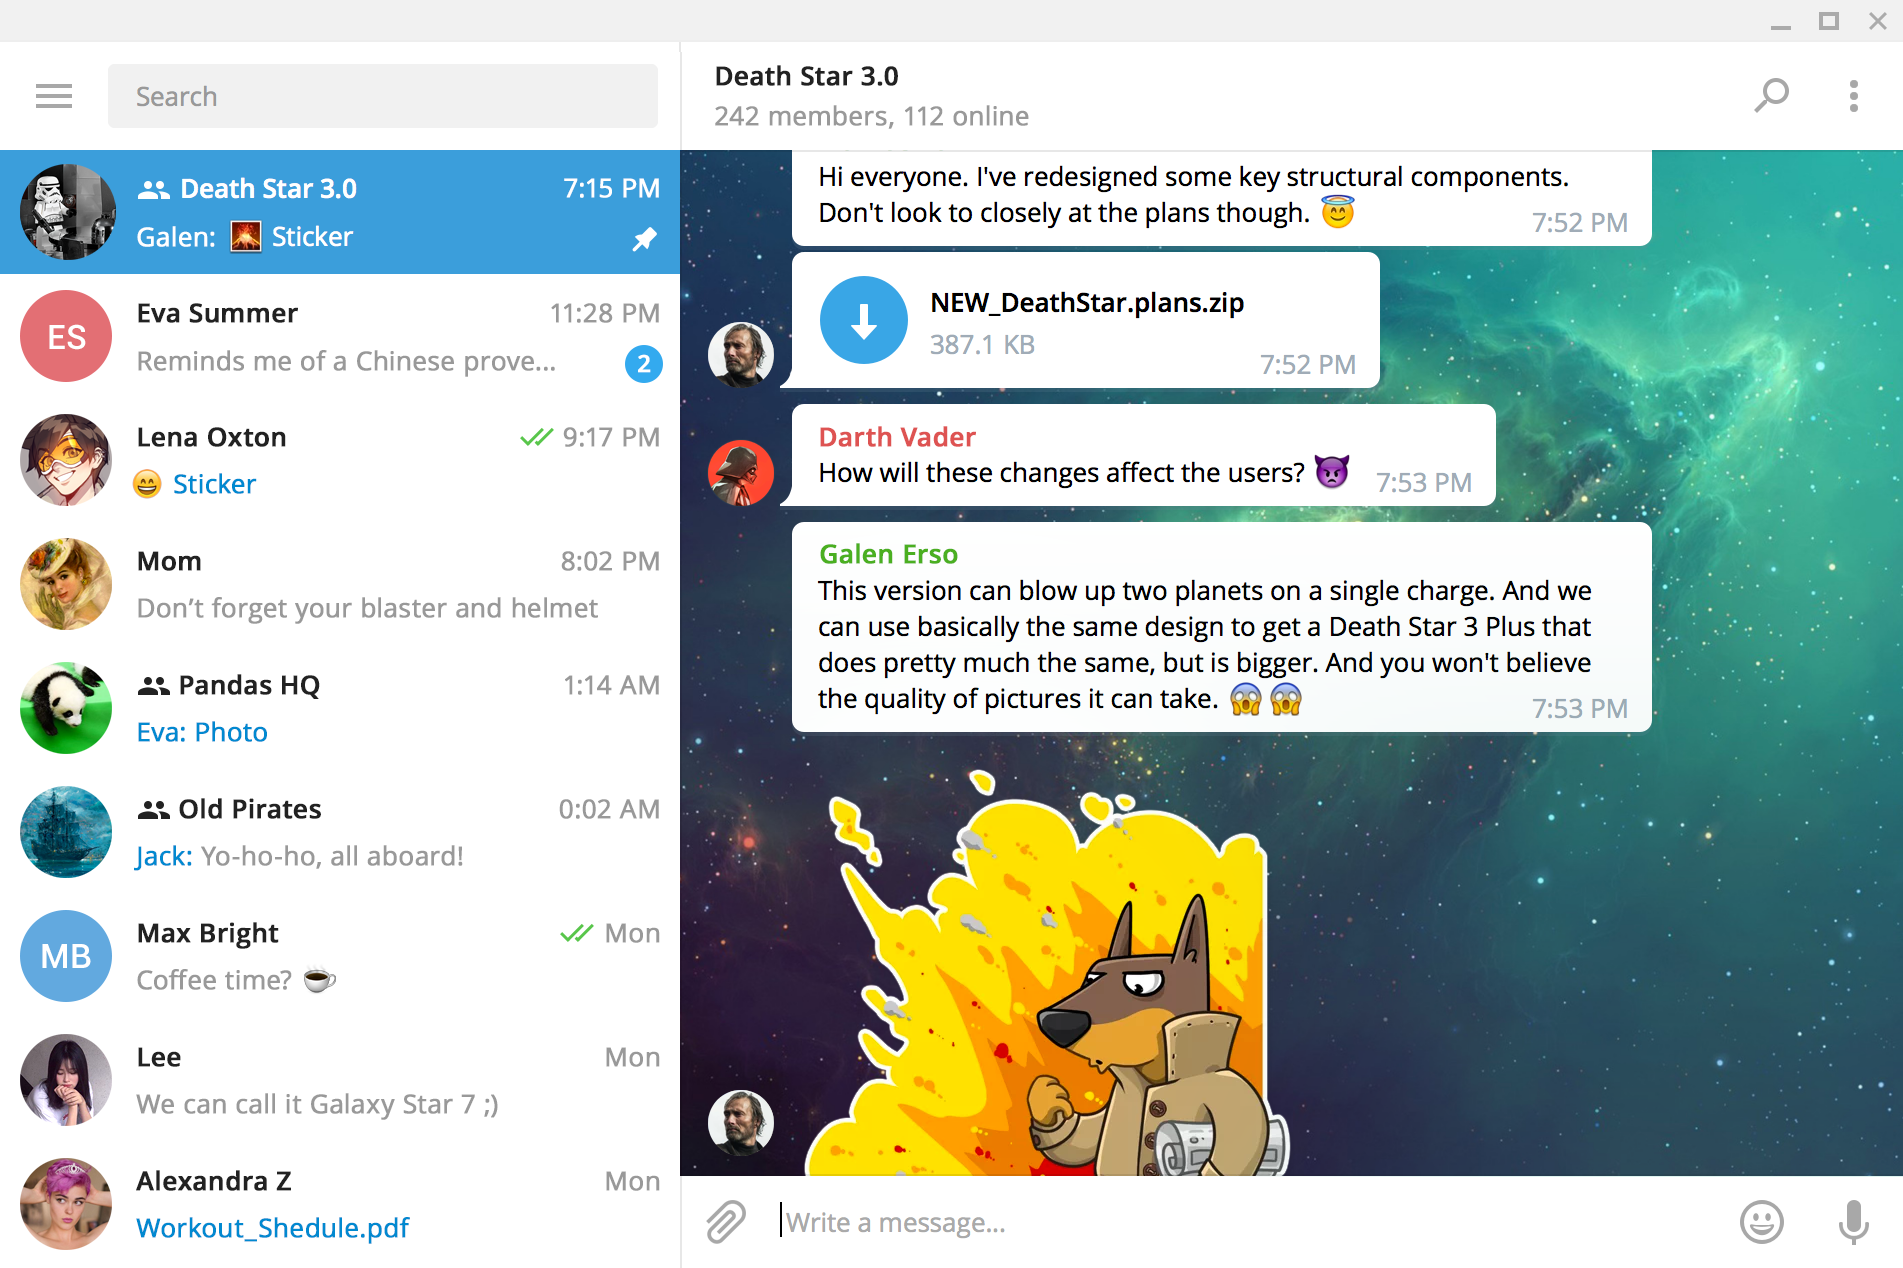 Search
Death Star 3.0 7:15 PM
Galen: Sticker
Eva Summer 11:28 PM
ES
Reminds me of a Chinese prove... 2
Lena Oxton 9:17 PM
😄 Sticker
Mom 8:02 PM
Don’t forget your blaster and helmet
Pandas HQ 1:14 AM
Eva: Photo
Old Pirates 0:02 AM
Jack: Yo-ho-ho, all aboard!
Max Bright Mon
MB
Coffee time? ☕
Lee Mon
We can call it Galaxy Star 7 ;)
Alexandra Z Mon
Workout_Shedule.pdf
Death Star 3.0
242 members, 112 online
Hi everyone. I've redesigned some key structural components.
Don't look to closely at the plans though. 😇 7:52 PM
NEW_DeathStar.plans.zip
387.1 KB
7:52 PM
Darth Vader
How will these changes affect the users? 👿 7:53 PM
Galen Erso
This version can blow up two planets on a single charge. And we
can use basically the same design to get a Death Star 3 Plus that
does pretty much the same, but is bigger. And you won't believe
the quality of pictures it can take. 😱😱 7:53 PM
Write a message...